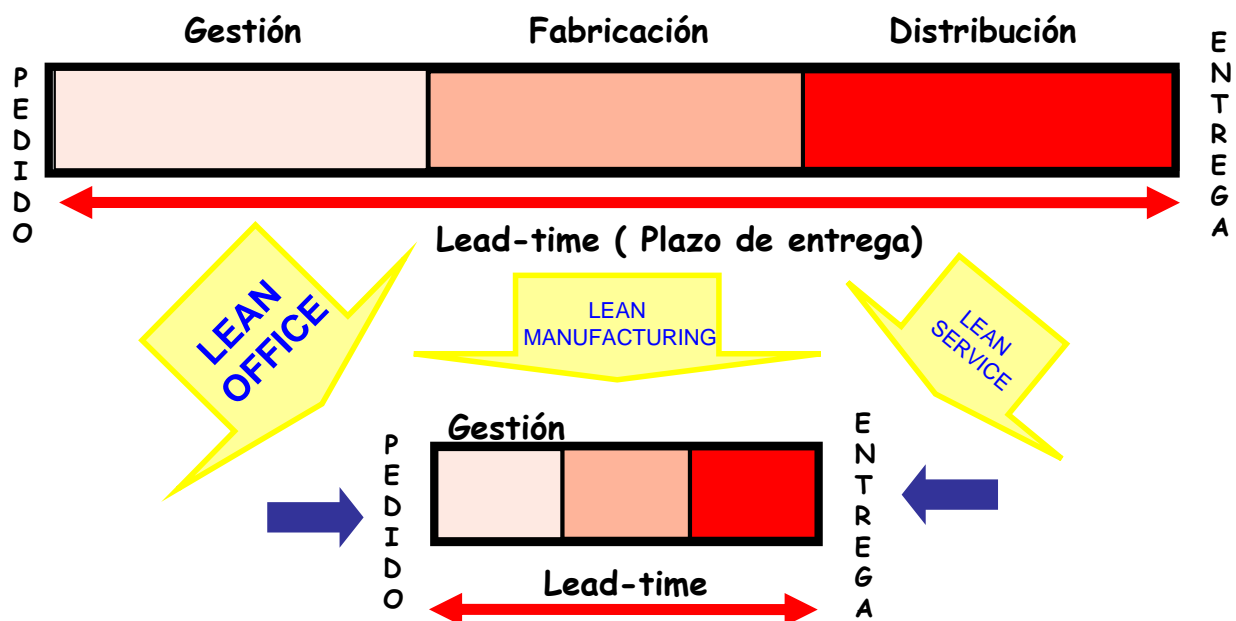 Gestión
Fabricación
Distribución
PEDIDO
ENTREGA
Lead-time ( Plazo de entrega)
LEAN
OFFICE
LEAN
MANUFACTURING
LEAN
SERVICE
Gestión
PEDIDO
ENTREGA
Lead-time